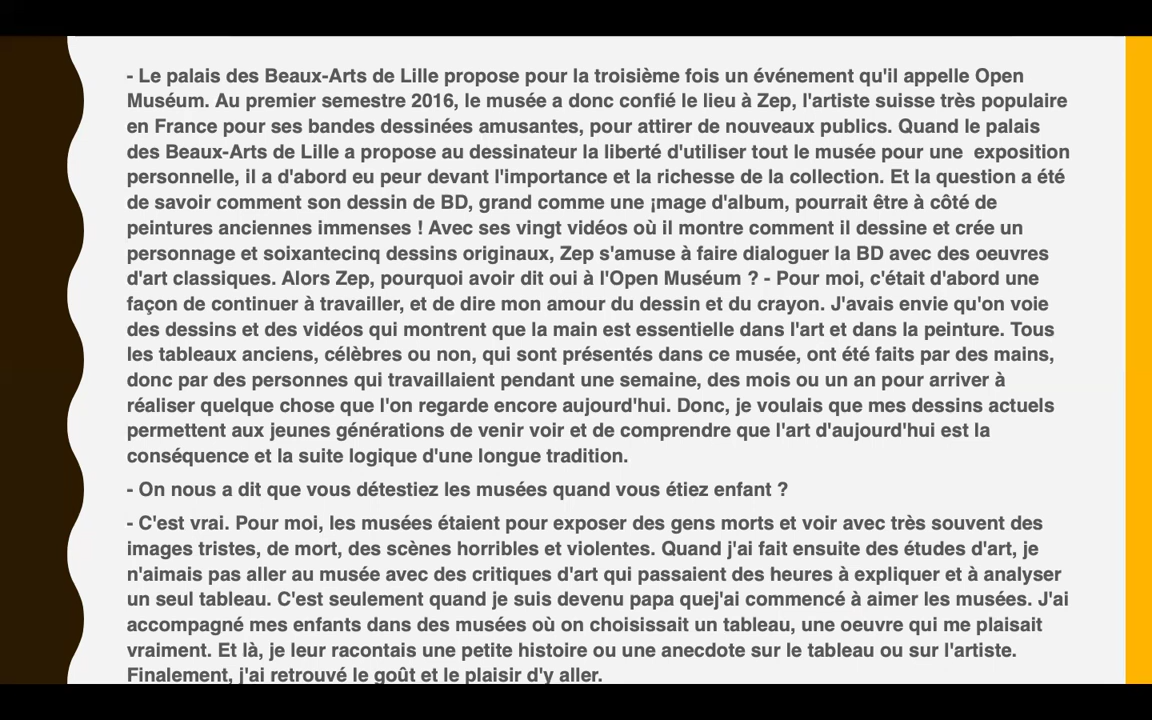 - Le palais des Beaux-Arts de Lille propose pour la troisième fois un événement qu'il appelle Open
Muséum. Au premier semestre 2016, le musée a donc confié le lieu à Zep, l'artiste suisse très populaire
en France pour ses bandes dessinées amusantes, pour attirer de nouveaux publics. Quand le palais
des Beaux-Arts de Lille a propose au dessinateur la liberté d'utiliser tout le musée pour une  exposition
personnelle, il a d'abord eu peur devant l'importance et la richesse de la collection. Et la question a été
de savoir comment son dessin de BD, grand comme une ¡mage d'album, pourrait être à côté de
peintures anciennes immenses ! Avec ses vingt vidéos où il montre comment il dessine et crée un
personnage et soixantecinq dessins originaux, Zep s'amuse à faire dialoguer la BD avec des oeuvres
d'art classiques. Alors Zep, pourquoi avoir dit oui à l'Open Muséum ? - Pour moi, c'était d'abord une
façon de continuer à travailler, et de dire mon amour du dessin et du crayon. J'avais envie qu'on voie
des dessins et des vidéos qui montrent que la main est essentielle dans l'art et dans la peinture. Tous
les tableaux anciens, célèbres ou non, qui sont présentés dans ce musée, ont été faits par des mains,
donc par des personnes qui travaillaient pendant une semaine, des mois ou un an pour arriver à
réaliser quelque chose que l'on regarde encore aujourd'hui. Donc, je voulais que mes dessins actuels
permettent aux jeunes générations de venir voir et de comprendre que l'art d'aujourd'hui est la
conséquence et la suite logique d'une longue tradition.
- On nous a dit que vous détestiez les musées quand vous étiez enfant ?
- C'est vrai. Pour moi, les musées étaient pour exposer des gens morts et voir avec très souvent des
images tristes, de mort, des scènes horribles et violentes. Quand j'ai fait ensuite des études d'art, je
n'aimais pas aller au musée avec des critiques d'art qui passaient des heures à expliquer et à analyser
un seul tableau. C'est seulement quand je suis devenu papa quej'ai commencé à aimer les musées. J'ai
accompagné mes enfants dans des musées où on choisissait un tableau, une oeuvre qui me plaisait
vraiment. Et là, je leur racontais une petite histoire ou une anecdote sur le tableau ou sur l'artiste.
Finalement, j'ai retrouvé le goût et le plaisir d'y aller.